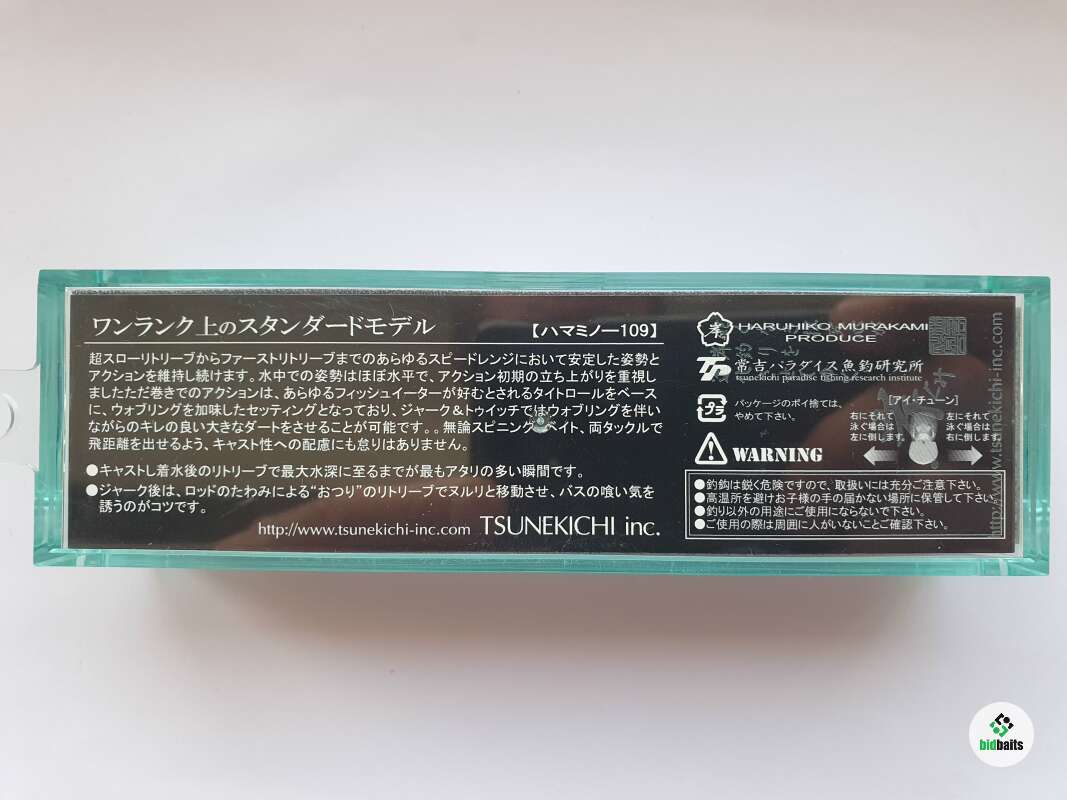 ワンランク上のスタンダードモデル
【ハマミノー109】
超スローリトリーブからファーストリトリーブまでのあらゆるスピードレンジにおいて安定した姿勢と
アクションを維持し続けます。水中での姿勢はほぼ水平で、アクション初期の立ち上がりを重視し
ましたただ巻きでのアクションは、あらゆるフィッシュイーターが好むとされるタイトロールをベース
に、ウォブリングを加味したセッティングとなっており、ジャーク&トゥイッチではウォブリングを伴い
ながらのキレの良い大きなダートをさせることが可能です。。無論スピニング、ベイト、両タックルで
飛距離を出せるよう、キャスト性への配慮にも怠りはありません。
●キャストし着水後のリトリーブで最大水深に至るまでが最もアタリの多い瞬間です。
●ジャーク後は、ロッドのたわみによる“おつり”のリトリーブでヌルリと移動させ、バスの喰い気を
誘うのがコツです。
http://www.tsunekichi-inc.com TSUNEKICHI inc.
HARUHIKO MURAKAMI
PRODUCE
常吉パラダイス魚釣研究所
tsunekichi paradise fishing research institute
プラ
パッケージのポイ捨ては、
やめて下さい。
[アイ・チューン]
右にそれて
泳ぐ場合は
左に倒します。
左にそれて
泳ぐ場合は
右に倒します。
WARNING
●釣鈎は鋭く危険ですので、取扱いには充分ご注意下さい。
●高温所を避けお子様の手の届かない場所に保管して下さい。
●釣り以外の用途にご使用にならないで下さい。
●ご使用の際は周囲に人がいないことご確認下さい。
http://www.tsunekichi-inc.com
bidbaits